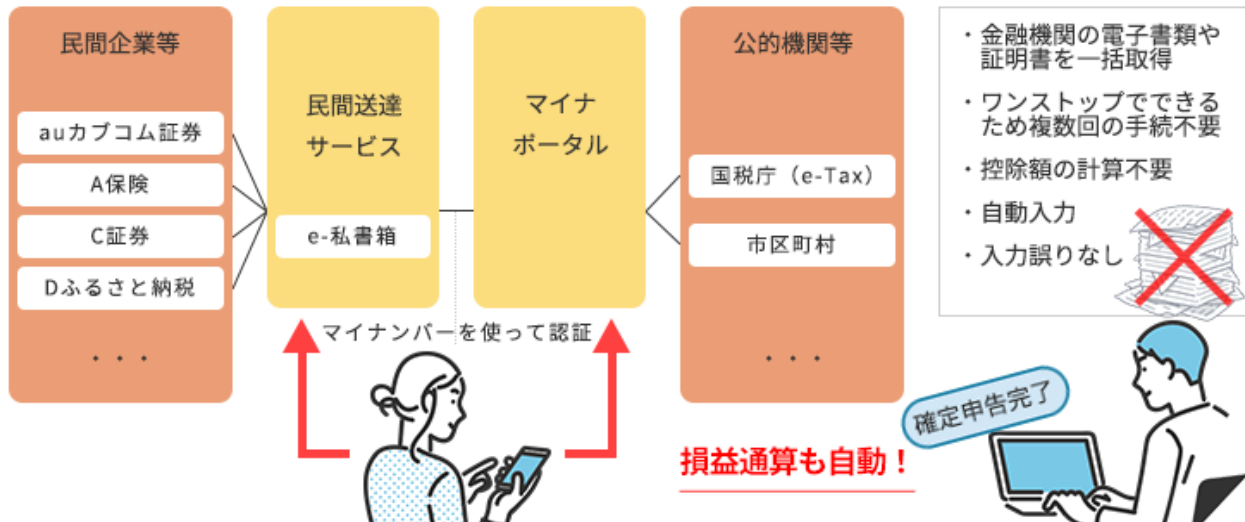 民間企業等
auカブコム証券
A保険
C証券
Dふるさと納税
・・・
民間送達
サービス
e-私書箱
マイナ
ポータル
マイナンバーを使って認証
公的機関等
国税庁（e-Tax）
市区町村
・・・
・金融機関の電子書類や
証明書を一括取得
・ワンストップでできる
ため複数回の手続不要
・控除額の計算不要
・自動入力
・入力誤りなし
確定申告完了
損益通算も自動！